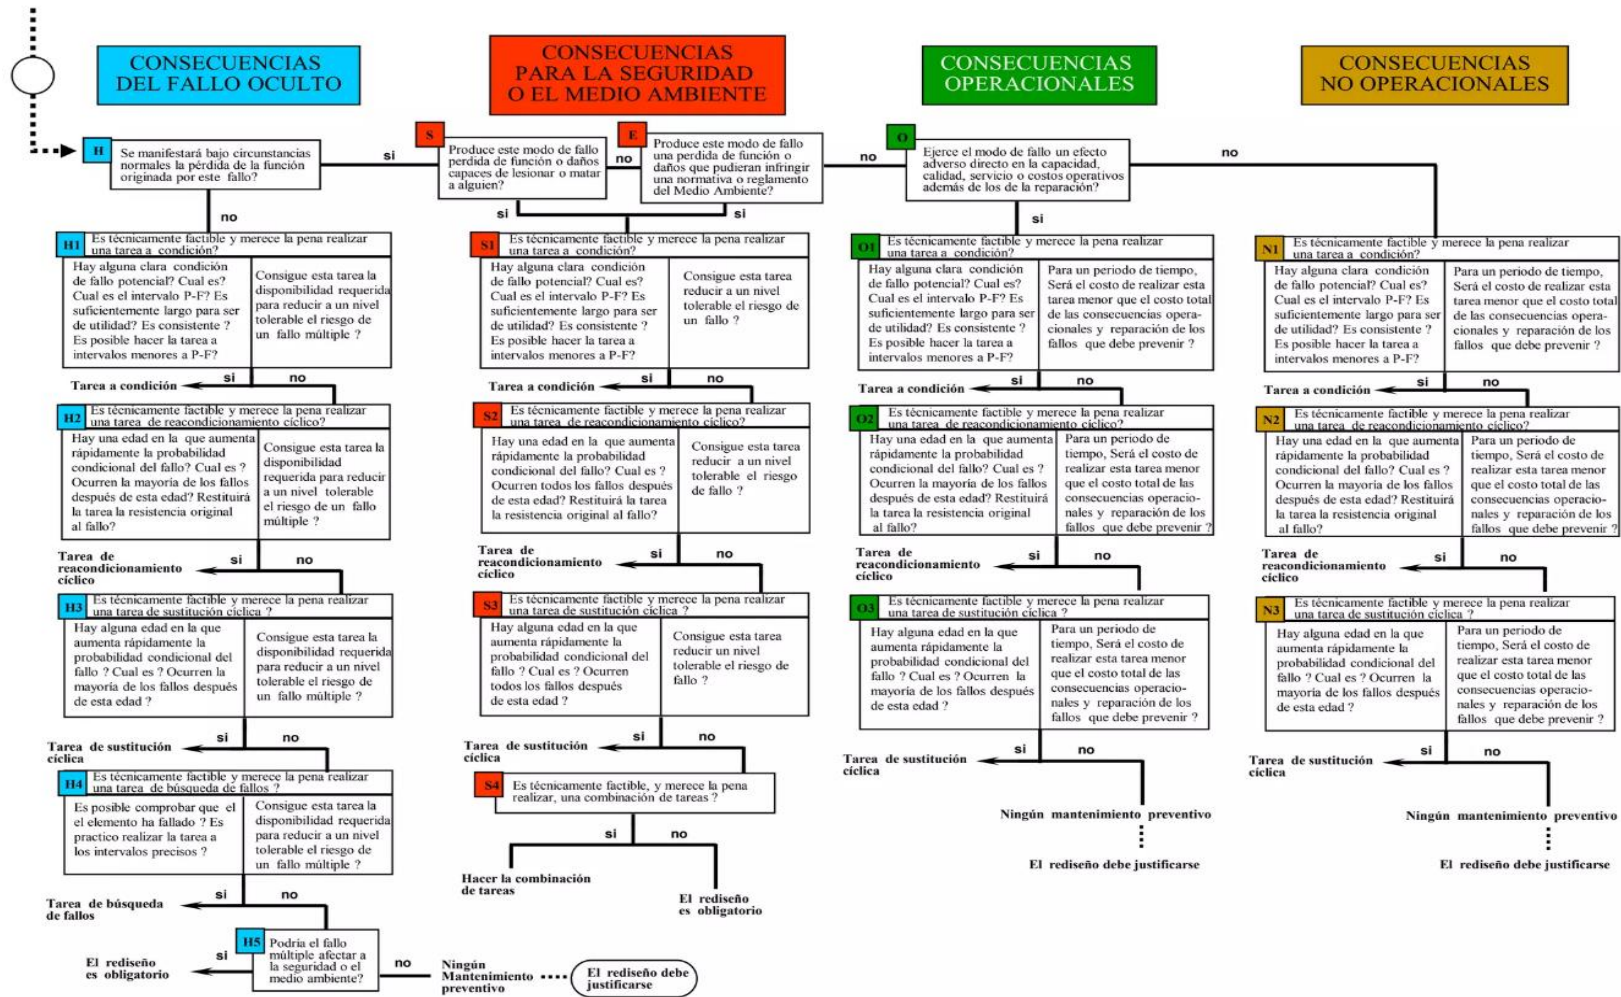 CONSECUENCIAS
DEL FALLO OCULTO
CONSECUENCIAS
PARA LA SEGURIDAD
O EL MEDIO AMBIENTE
CONSECUENCIAS
OPERACIONALES
CONSECUENCIAS
NO OPERACIONALES
H
Se manifestará bajo circunstancias
normales la pérdida de la función
originada por este fallo?
si
no
S
Produce este modo de fallo
perdida de función o daños
capaces de lesionar o matar
a alguien?
no
si
E
Produce este modo de fallo
una perdida de función o
daños que pudieran infringir
una normativa o reglamento
del Medio Ambiente?
no
si
O
Ejerce el modo de fallo un efecto
adverso directo en la capacidad,
calidad, servicio o costos operativos
además de los de la reparación?
no
si
H1
Es técnicamente factible y merece la pena realizar
una tarea a condición?
Hay alguna clara condición
de fallo potencial? Cual es?
Cual es el intervalo P-F? Es
suficientemente largo para ser
de utilidad? Es consistente ?
Es posible hacer la tarea a
intervalos menores a P-F?
Consigue esta tarea la
disponibilidad requerida
para reducir a un nivel
tolerable el riesgo de
un fallo múltiple ?
si
no
Tarea a condición
H2
Es técnicamente factible y merece la pena realizar
una tarea de reacondicionamiento cíclico?
Hay una edad en la que aumenta
rápidamente la probabilidad
condicional del fallo? Cual es ?
Ocurren la mayoría de los fallos
después de esta edad? Restituirá
la tarea la resistencia original
al fallo?
Consigue esta tarea la
disponibilidad
requerida para reducir
a un nivel tolerable
el riesgo de un fallo
múltiple ?
si
no
Tarea de
reacondicionamiento
cíclico
H3
Es técnicamente factible y merece la pena realizar
una tarea de sustitución cíclica ?
Hay alguna edad en la que
aumenta rápidamente la
probabilidad condicional del
fallo ? Cual es ? Ocurren la
mayoría de los fallos después
de esta edad ?
Consigue esta tarea la
disponibilidad requerida
para reducir a un nivel
tolerable el riesgo de
un fallo múltiple ?
si
no
Tarea de sustitución
cíclica
H4
Es técnicamente factible y merece la pena realizar
una tarea de búsqueda de fallos ?
Es posible comprobar que el
el elemento ha fallado ? Es
practico realizar la tarea a
los intervalos precisos ?
Consigue esta tarea la
disponibilidad requerida
para reducir a un nivel
tolerable el riesgo de
un fallo múltiple ?
si
no
Tarea de búsqueda
de fallos
H5
Podría el fallo
múltiple afectar a
la seguridad o el
medio ambiente?
si
El rediseño
es obligatorio
no
Ningún
Mantenimiento
preventivo
El rediseño debe
justificarse
S1
Es técnicamente factible y merece la pena realizar
una tarea a condición?
Hay alguna clara condición
de fallo potencial? Cual es?
Cual es el intervalo P-F? Es
suficientemente largo para ser
de utilidad? Es consistente ?
Es posible hacer la tarea a
intervalos menores a P-F?
Consigue esta tarea
reducir a un nivel
tolerable el riesgo de
un fallo ?
si
no
Tarea a condición
S2
Es técnicamente factible y merece la pena realizar
una tarea de reacondicionamiento cíclico?
Hay una edad en la que aumenta
rápidamente la probabilidad
condicional del fallo? Cual es ?
Ocurren todos los fallos después
de esta edad? Restituirá la tarea
la resistencia original al fallo?
Consigue esta tarea
reducir a un nivel
tolerable el riesgo
de fallo ?
si
no
Tarea de
reacondicionamiento
cíclico
S3
Es técnicamente factible y merece la pena realizar
una tarea de sustitución cíclica ?
Hay alguna edad en la que
aumenta rápidamente la
probabilidad condicional del
fallo ? Cual es ? Ocurren
todos los fallos después
de esta edad ?
Consigue esta tarea
reducir un nivel
tolerable el riesgo de
fallo ?
si
no
Tarea de sustitución
cíclica
S4
Es técnicamente factible, y merece la pena
realizar, una combinación de tareas ?
si
no
Hacer la combinación
de tareas
El rediseño
es obligatorio
O1
Es técnicamente factible y merece la pena realizar
una tarea a condición?
Hay alguna clara condición
de fallo potencial? Cual es?
Cual es el intervalo P-F? Es
suficientemente largo para ser
de utilidad? Es consistente ?
Es posible hacer la tarea a
intervalos menores a P-F?
Para un periodo de tiempo,
Será el costo de realizar esta
tarea menor que el costo total
de las consecuencias opera-
cionales y reparación de los
fallos que debe prevenir ?
si
no
Tarea a condición
O2
Es técnicamente factible y merece la pena realizar
una tarea de reacondicionamiento cíclico?
Hay una edad en la que aumenta
rápidamente la probabilidad
condicional del fallo? Cual es ?
Ocurren la mayoría de los fallos
después de esta edad? Restituirá
la tarea la resistencia original
al fallo?
Para un periodo de
tiempo, Será el costo de
realizar esta tarea menor
que el costo total de las
consecuencias operacio-
nales y reparación de los
fallos que debe prevenir ?
si
no
Tarea de
reacondicionamiento
cíclico
O3
Es técnicamente factible y merece la pena realizar
una tarea de sustitución cíclica ?
Hay alguna edad en la que
aumenta rápidamente la
probabilidad condicional del
fallo ? Cual es ? Ocurren la
mayoría de los fallos después
de esta edad ?
Para un periodo de
tiempo, Será el costo de
realizar esta tarea menor
que el costo total de las
consecuencias operacio-
nales y reparación de los
fallos que debe prevenir ?
si
no
Tarea de sustitución
cíclica
Ningún mantenimiento preventivo
El rediseño debe justificarse
N1
Es técnicamente factible y merece la pena realizar
una tarea a condición?
Hay alguna clara condición
de fallo potencial? Cual es?
Cual es el intervalo P-F? Es
suficientemente largo para ser
de utilidad? Es consistente ?
Es posible hacer la tarea a
intervalos menores a P-F?
Para un periodo de tiempo,
Será el costo de realizar esta
tarea menor que el costo total
de las consecuencias opera-
cionales y reparación de los
fallos que debe prevenir ?
si
no
Tarea a condición
N2
Es técnicamente factible y merece la pena realizar
una tarea de reacondicionamiento cíclico?
Hay una edad en la que aumenta
rápidamente la probabilidad
condicional del fallo? Cual es ?
Ocurren la mayoría de los fallos
después de esta edad? Restituirá
la tarea la resistencia original
al fallo?
Para un periodo de
tiempo, Será el costo de
realizar esta tarea menor
que el costo total de las
consecuencias operacio-
nales y reparación de los
fallos que debe prevenir ?
si
no
Tarea de
reacondicionamiento
cíclico
N3
Es técnicamente factible y merece la pena realizar
una tarea de sustitución cíclica ?
Hay alguna edad en la que
aumenta rápidamente la
probabilidad condicional del
fallo ? Cual es ? Ocurren la
mayoría de los fallos después
de esta edad ?
Para un periodo de
tiempo, Será el costo de
realizar esta tarea menor
que el costo total de las
consecuencias operacio-
nales y reparación de los
fallos que debe prevenir ?
si
no
Tarea de sustitución
cíclica
Ningún mantenimiento preventivo
El rediseño debe justificarse